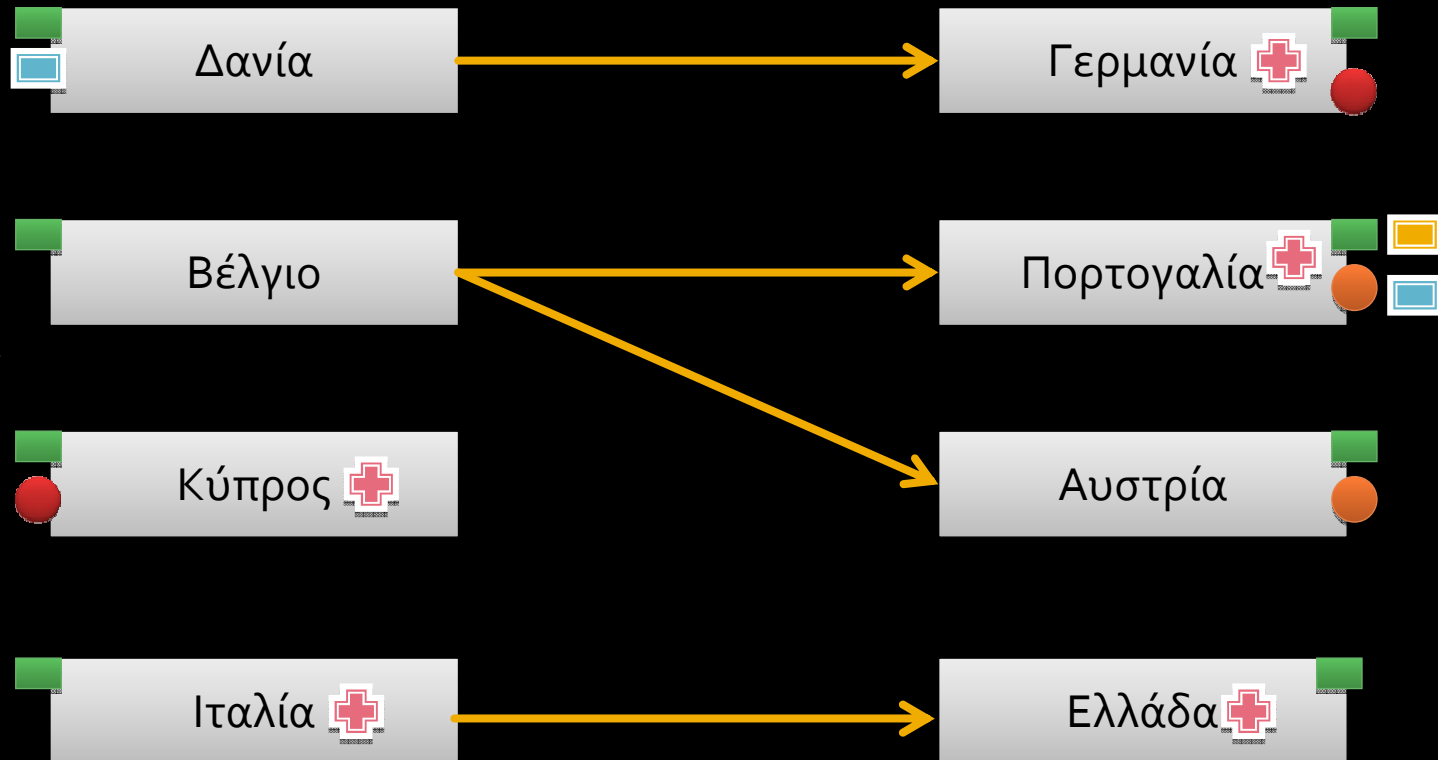 Δανία
Γερμανία
Βέλγιο
Πορτογαλία
Κύπρος
Αυστρία
Ιταλία
Ελλάδα